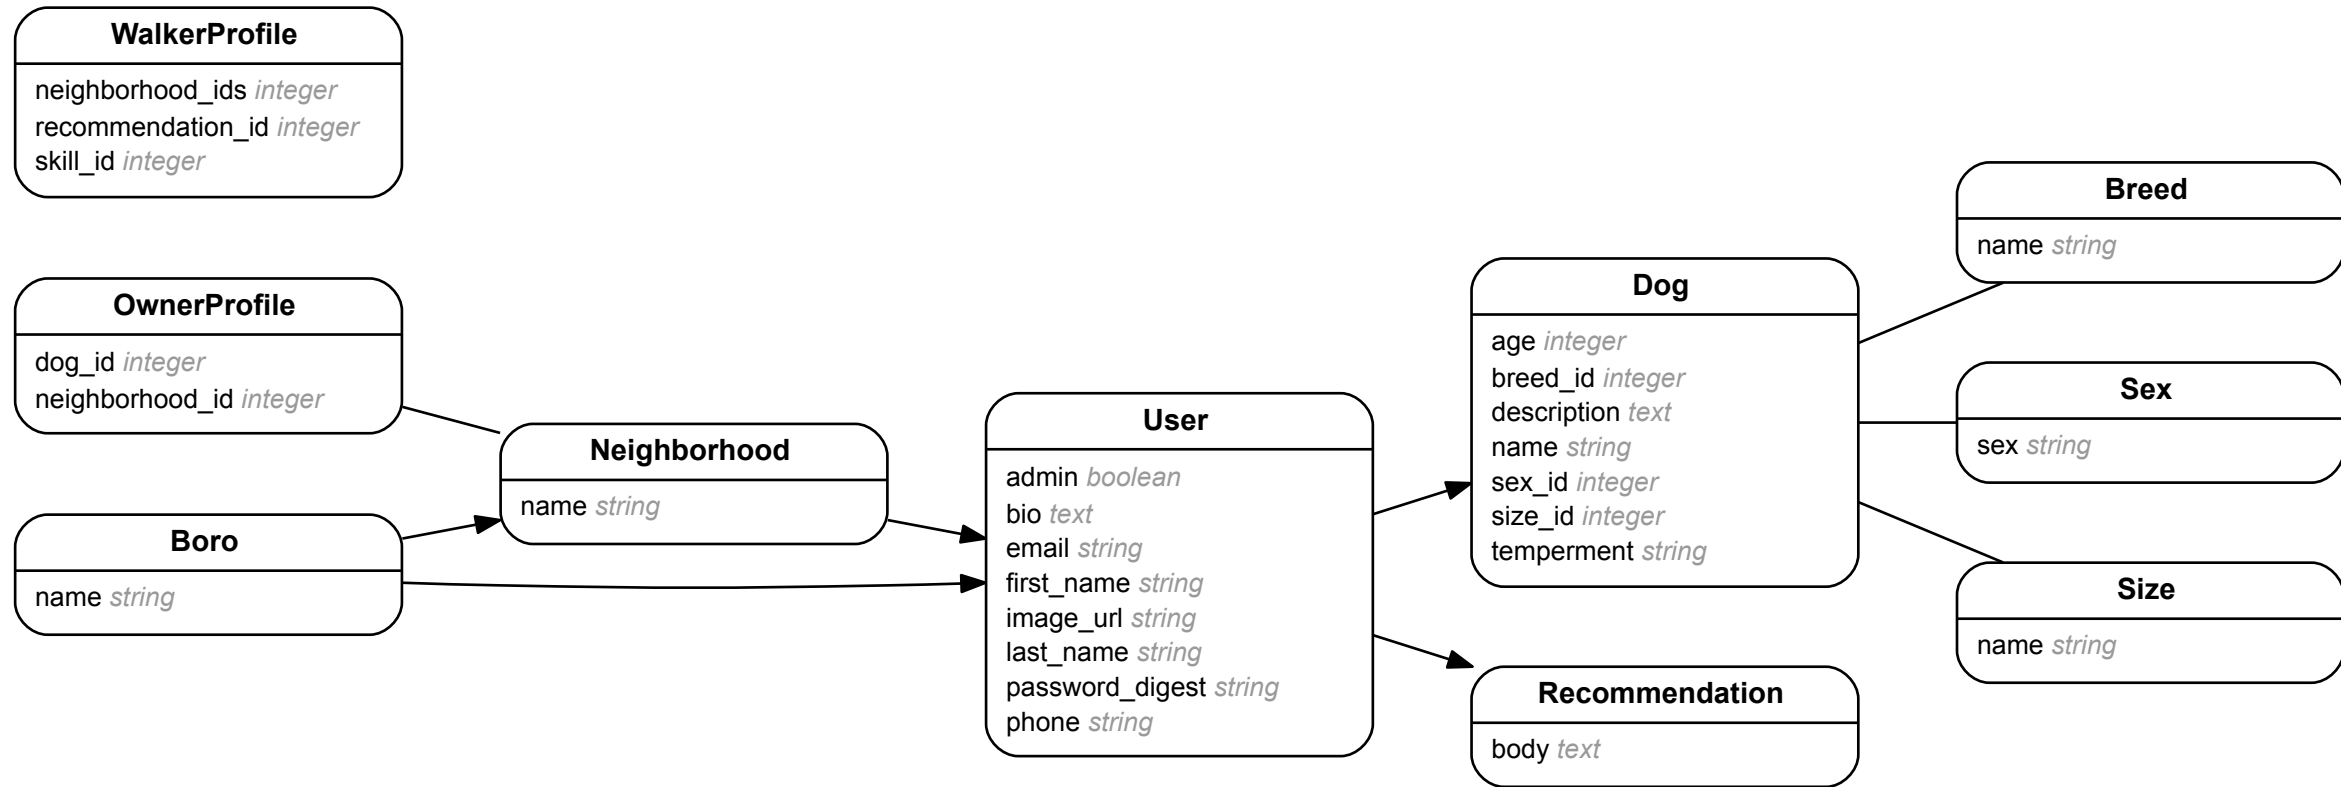 WalkerProfile
neighborhood_ids integer
recommendation_id integer
skill_id integer
OwnerProfile
dog_id integer
neighborhood_id integer
Boro
name string
Neighborhood
name string
User
admin boolean
bio text
email string
first_name string
image_url string
last_name string
password_digest string
phone string
Dog
age integer
breed_id integer
description text
name string
sex_id integer
size_id integer
temperment string
Recommendation
body text
Breed
name string
Sex
sex string
Size
name string